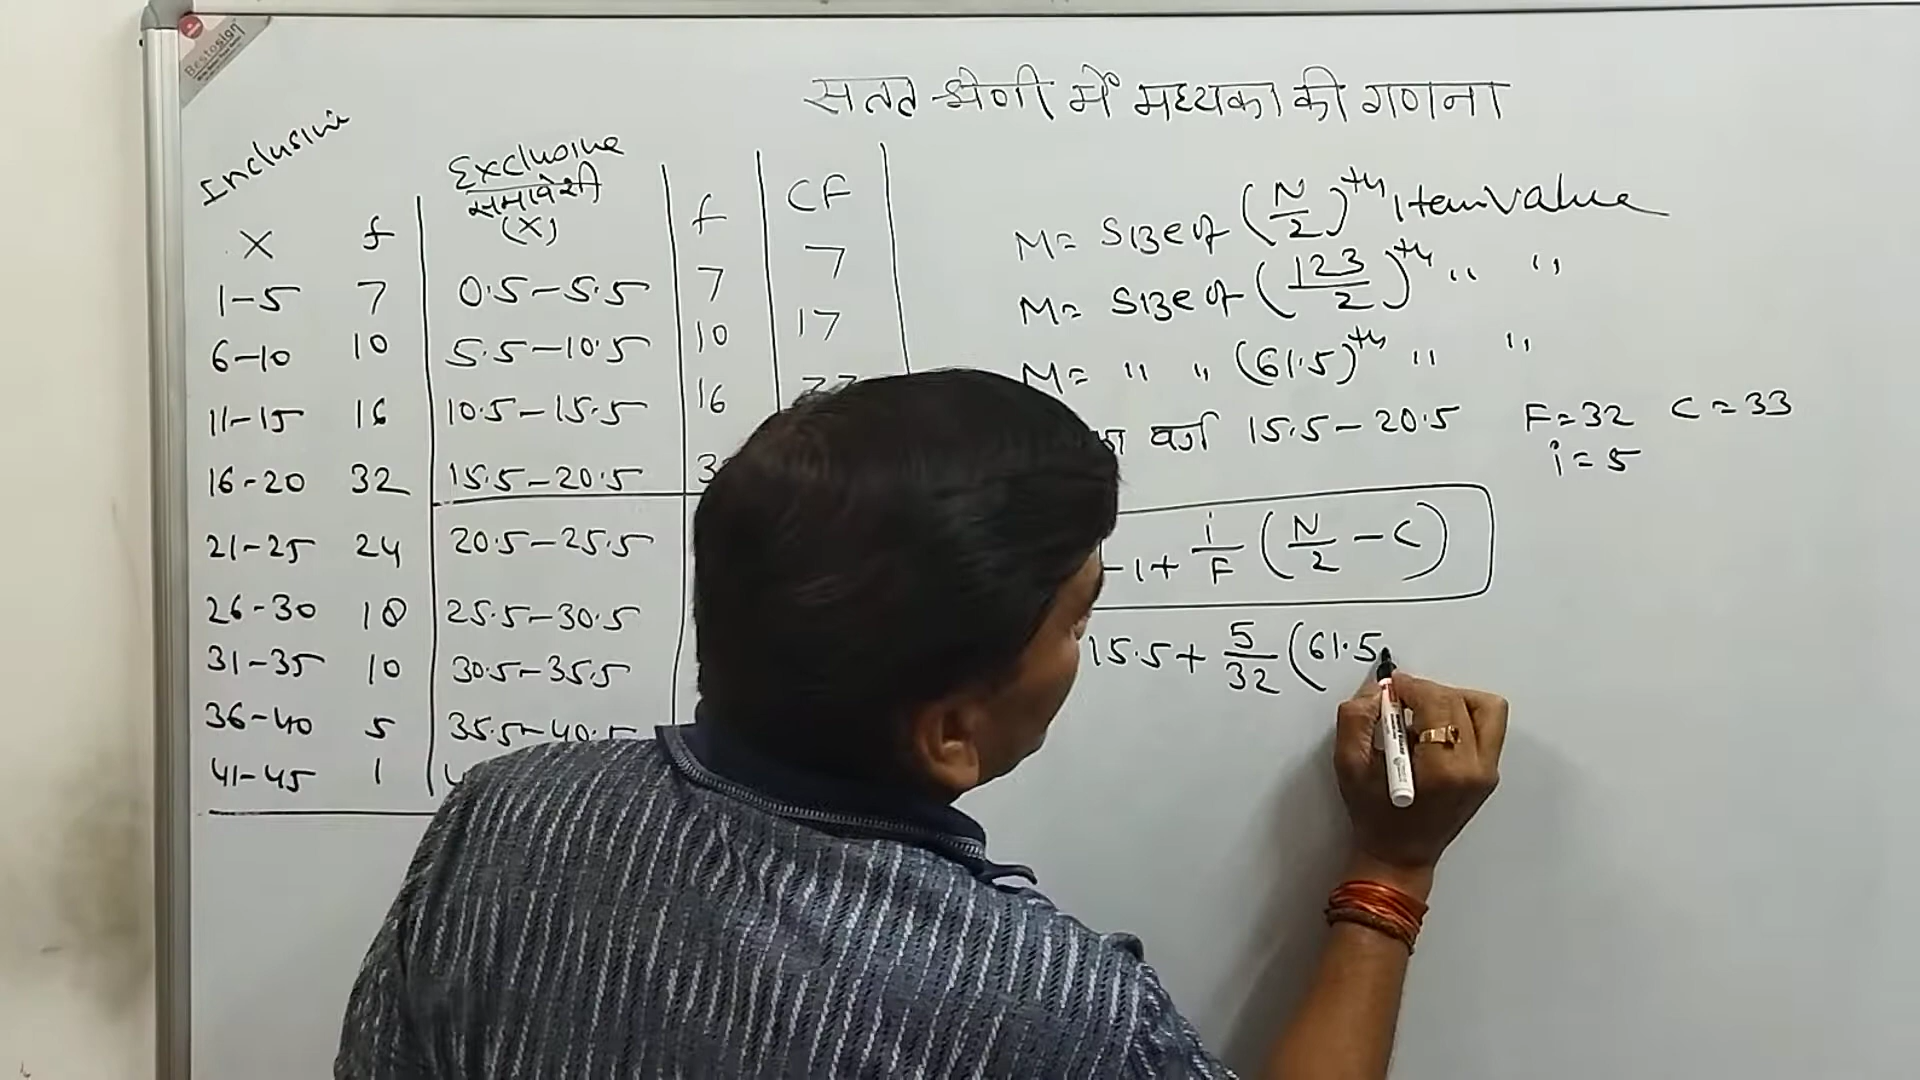 Bestosign
सतत श्रेणी में मध्यका की गणना
Inclusive
X f
1-5 7
6-10 10
11-15 16
16-20 32
21-25 24
26-30 18
31-35 10
36-40 5
41-45 1
Exclusive
समावेशी
(X)
f
CF
0.5-5.5 7 7
5.5-10.5 10 17
10.5-15.5 16
15.5-20.5
20.5-25.5
25.5-30.5
30.5-35.5
35.5-40.5
M= Size of (N/2)th Item Value
M= Size of (123/2)th " "
M= " " (61.5)th " "
वर्ग 15.5-20.5 F=32 C=33
i=5
1+ i/F (N/2 - C)
15.5+ 5/32 (61.5